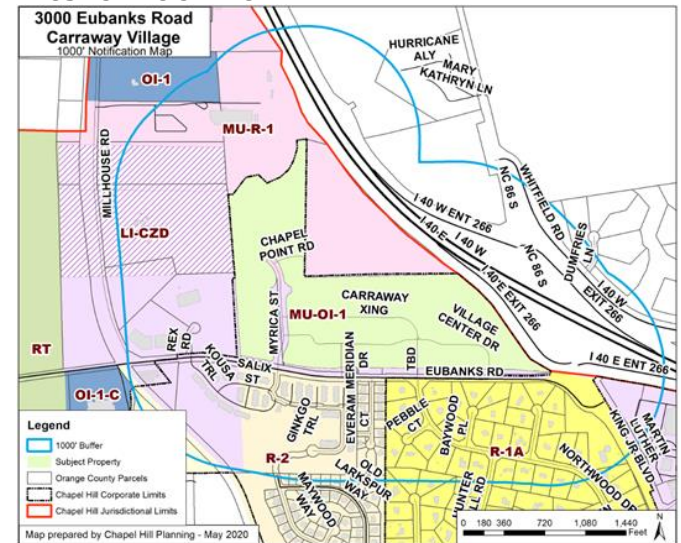 3000 Eubanks Road
Carraway Village
1000' Notification Map
OI-1
HURRICANE
ALY
MARY
KATHRYN LN
MU-R-1
MILLHOUSE RD
NC 86 S
WHITFIELD RD
I 40 W ENT 266
I 40 E
I 40 W
NC 86 S
DUMFRIES
LN
LI-CZD
CHAPEL
POINT RD
I 40 E EXIT 266
I 40 W
EXIT 266
MYRICA ST
MU-OI-1
CARRAWAY
XING
VILLAGE
CENTER DR
RT
REX
RD
KOUSA
TRL
SALIX
ST
MERIDIAN
DR
TBD
EUBANKS RD
I 40 E ENT 266
OI-1-C
GINKGO
TRL
EVERAM
CT
PEBBLE
CT
BAYWOOD
PL
MARTIN
LUTHER
KING JR BLVD
R-2
R-1A
OLD
LARKSPUR
WAY
MAYWOOD
WAY
HUNTER
HILL RD
NORTHWOOD DR
Legend
1000' Buffer
Subject Property
Orange County Parcels
Chapel Hill Corporate Limits
Chapel Hill Jurisdictional Limits
0 180 360 720 1,080 1,440
Feet
N
Map prepared by Chapel Hill Planning - May 2020